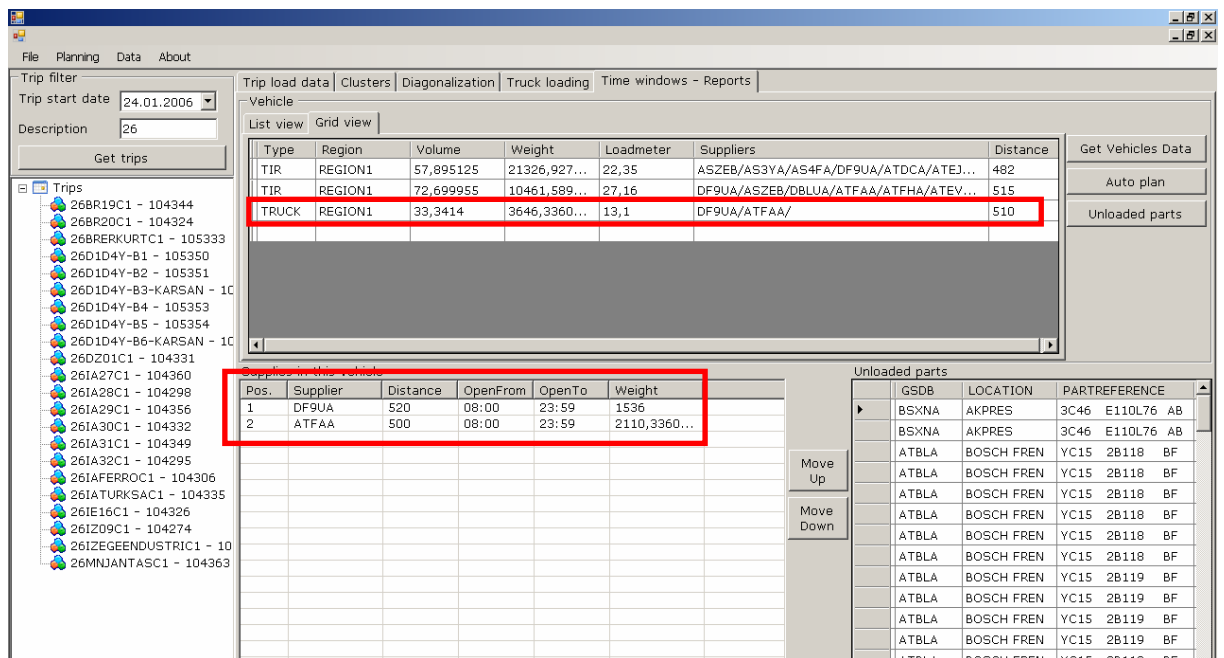 File Planning Data About
Trip filter
Trip start date 24.01.2006
Description 26
Get trips
Trips
26BR19C1 - 104344
26BR20C1 - 104324
26BRERKURTC1 - 105333
26D1D4Y-B1 - 105350
26D1D4Y-B2 - 105351
26D1D4Y-B3-KARSAN - 10
26D1D4Y-B4 - 105353
26D1D4Y-B5 - 105354
26D1D4Y-B6-KARSAN - 10
26DZ01C1 - 104331
26IA27C1 - 104360
26IA28C1 - 104298
26IA29C1 - 104356
26IA30C1 - 104332
26IA31C1 - 104349
26IA32C1 - 104295
26IAFERROC1 - 104306
26IATURKSAC1 - 104335
26IE16C1 - 104326
26IZ09C1 - 104274
26IZEGEENDUSTRIC1 - 10
26MNJANTASC1 - 104363
Trip load data Clusters Diagonalization Truck loading Time windows - Reports
Vehicle
List view Grid view
Type Region Volume Weight Loadmeter Suppliers Distance
TIR REGION1 57,895125 21326,927... 22,35 ASZEB/AS3YA/AS4FA/DF9UA/ATDCA/ATEJ... 482
TIR REGION1 72,699955 10461,589... 27,16 DF9UA/ASZEB/DBLUA/ATFAA/ATFHA/ATEV... 515
TRUCK REGION1 33,3414 3646,3360... 13,1 DF9UA/ATFAA/ 510
Get Vehicles Data
Auto plan
Unloaded parts
Supplies in this vehicle
Pos. Supplier Distance OpenFrom OpenTo Weight
1 DF9UA 520 08:00 23:59 1536
2 ATFAA 500 08:00 23:59 2110,3360...
Move Up
Move Down
Unloaded parts
GSDB LOCATION PARTREFERENCE
BSXNA AKPRES 3C46 E110L76 AB
BSXNA AKPRES 3C46 E110L76 AB
ATBLA BOSCH FREN YC15 2B118 BF
ATBLA BOSCH FREN YC15 2B118 BF
ATBLA BOSCH FREN YC15 2B118 BF
ATBLA BOSCH FREN YC15 2B118 BF
ATBLA BOSCH FREN YC15 2B118 BF
ATBLA BOSCH FREN YC15 2B118 BF
ATBLA BOSCH FREN YC15 2B119 BF
ATBLA BOSCH FREN YC15 2B119 BF
ATBLA BOSCH FREN YC15 2B119 BF
ATBLA BOSCH FREN YC15 2B119 BF